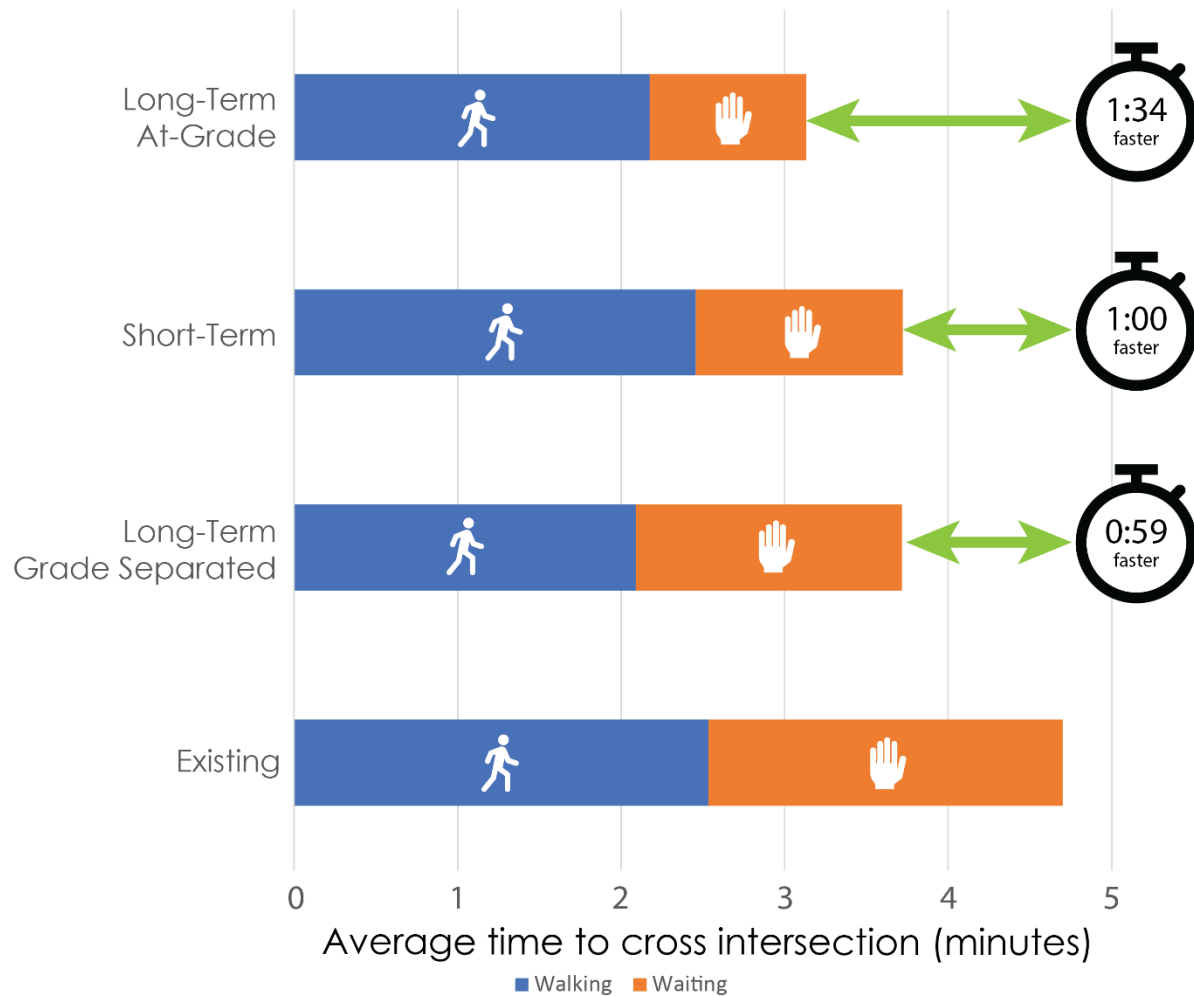 Long-Term
At-Grade
1:34
faster
Short-Term
1:00
faster
Long-Term
Grade Separated
0:59
faster
Existing
0 1 2 3 4 5
Average time to cross intersection (minutes)
Walking Waiting